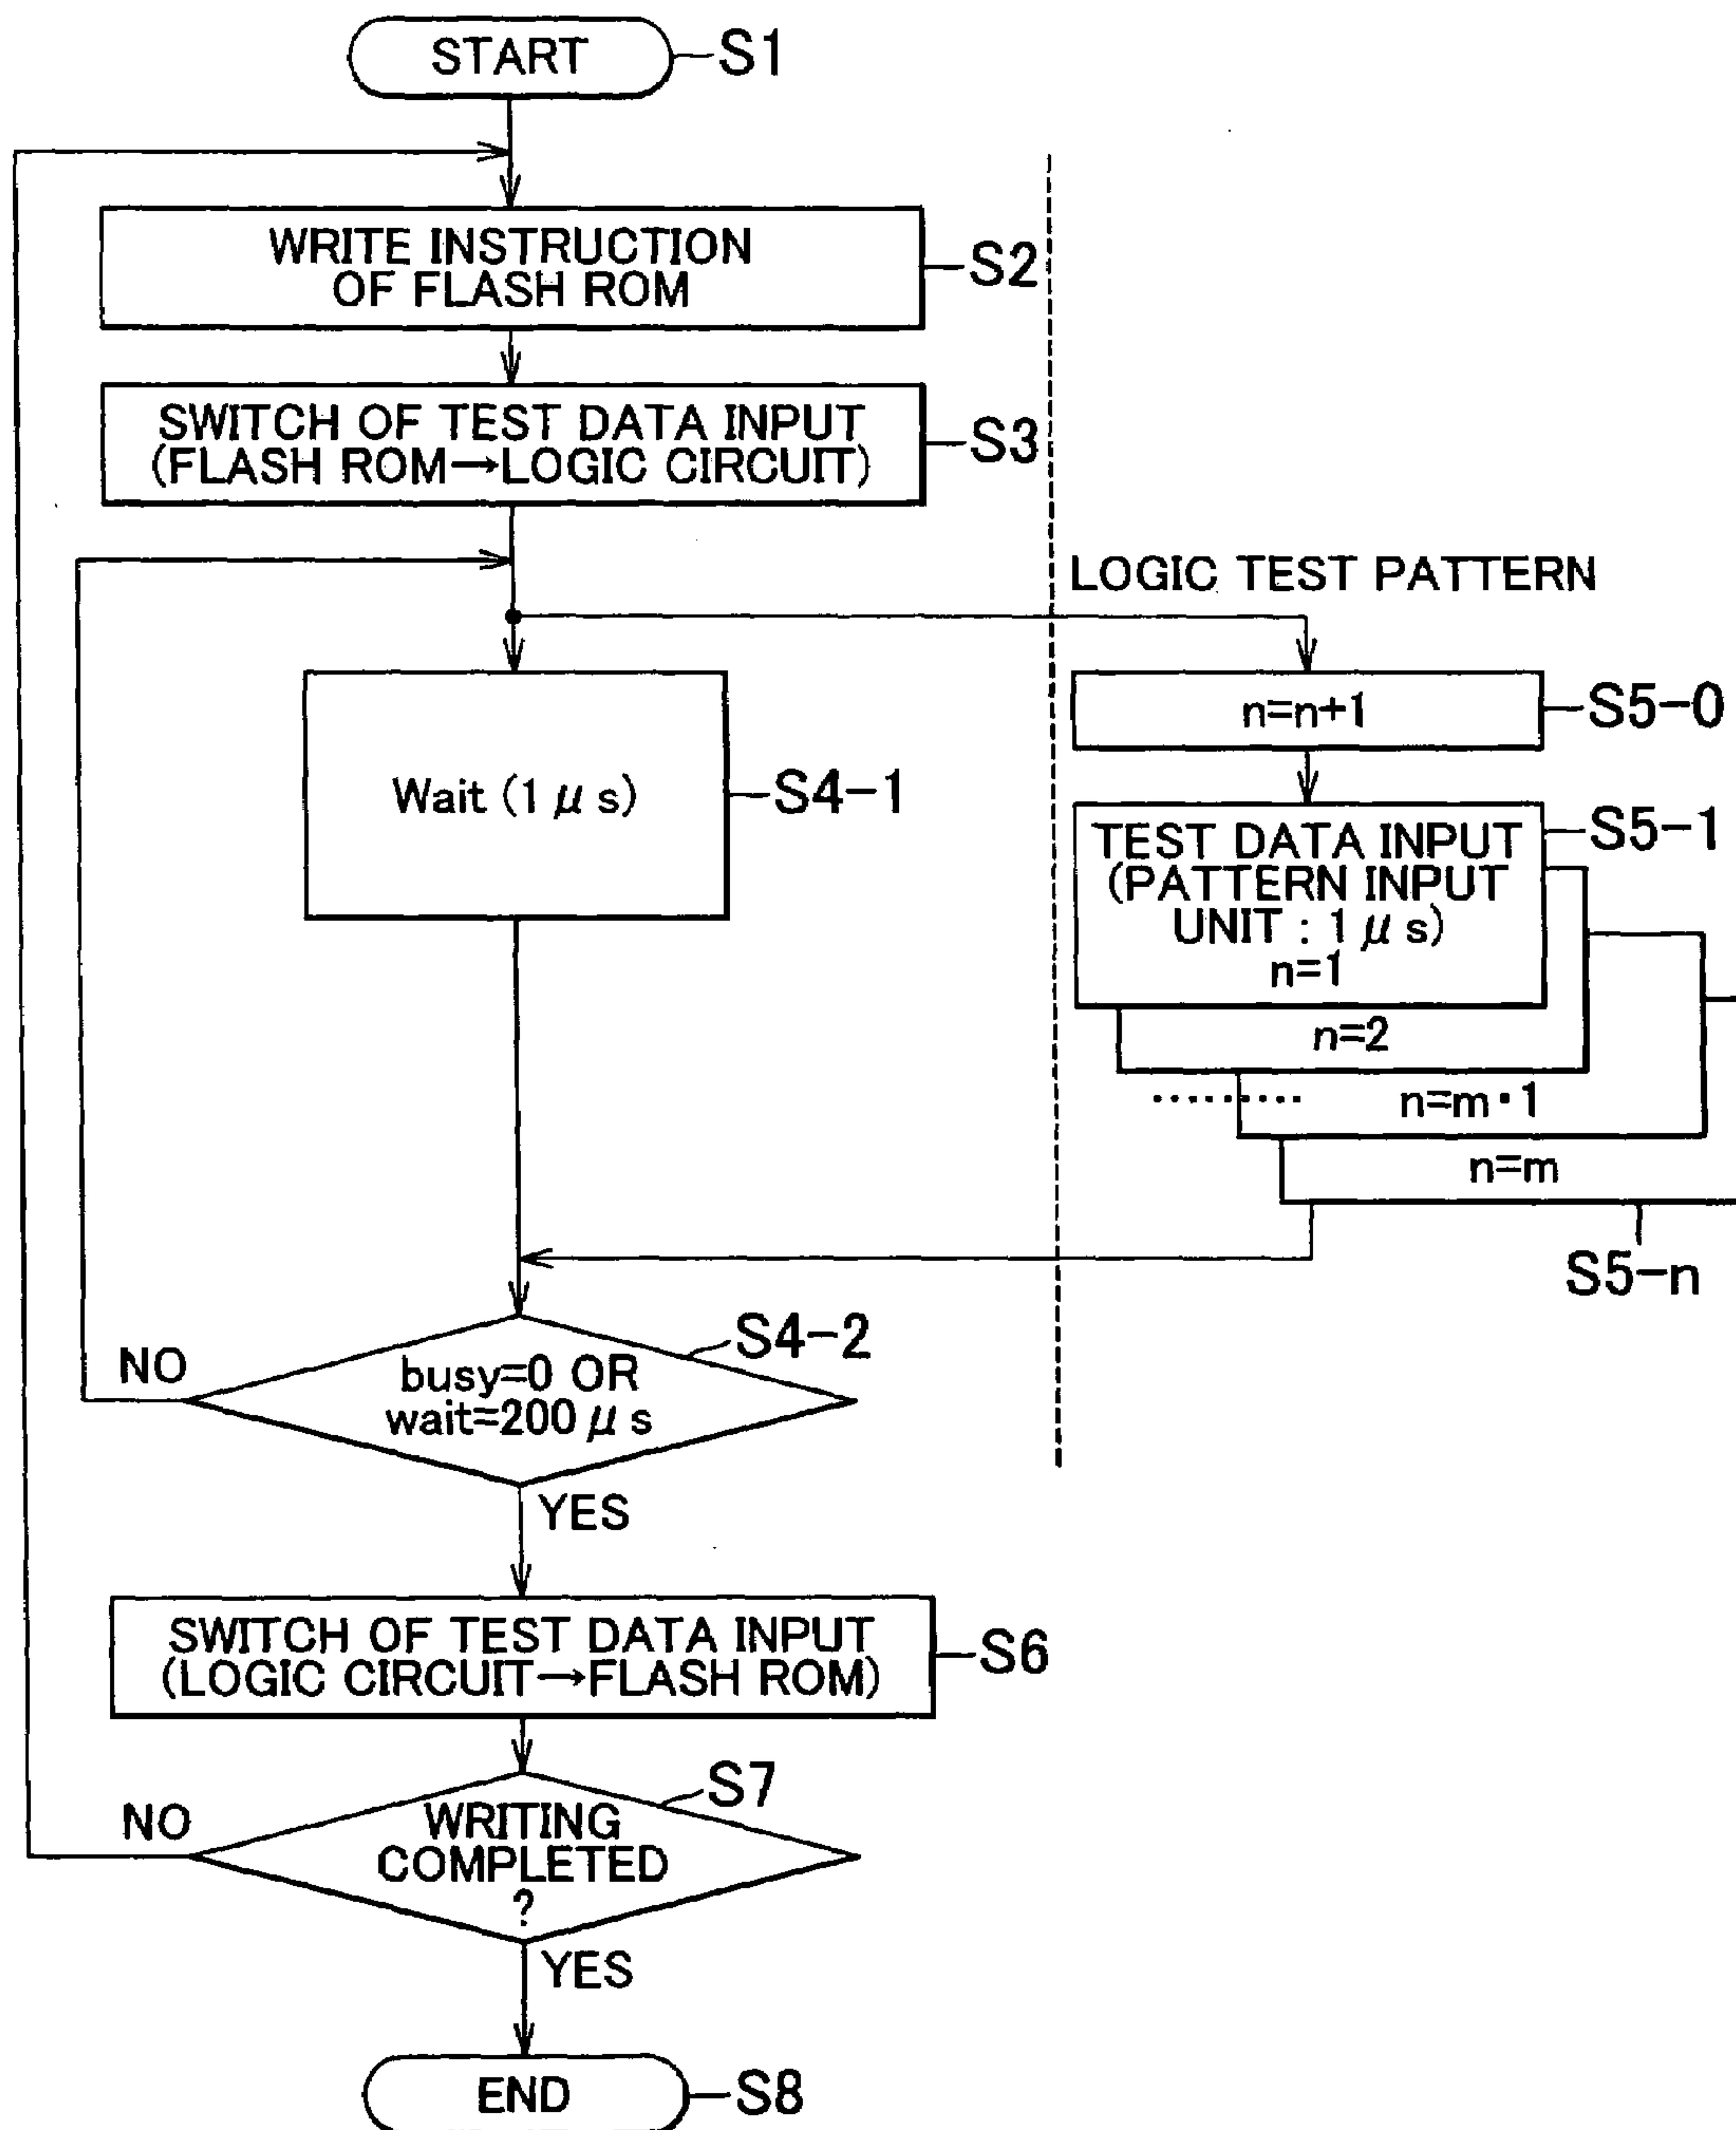 START
S1
WRITE INSTRUCTION
OF FLASH ROM
S2
SWITCH OF TEST DATA INPUT
(FLASH ROM→LOGIC CIRCUIT)
S3
LOGIC TEST PATTERN
Wait (1 μ s)
S4-1
n=n+1
S5-0
TEST DATA INPUT
(PATTERN INPUT
UNIT : 1 μ s)
n=1
S5-1
n=2
......... n=m・1
n=m
S5-n
busy=0 OR
wait=200 μ s
S4-2
NO
YES
SWITCH OF TEST DATA INPUT
(LOGIC CIRCUIT→FLASH ROM)
S6
WRITING
COMPLETED
?
S7
NO
YES
END
S8